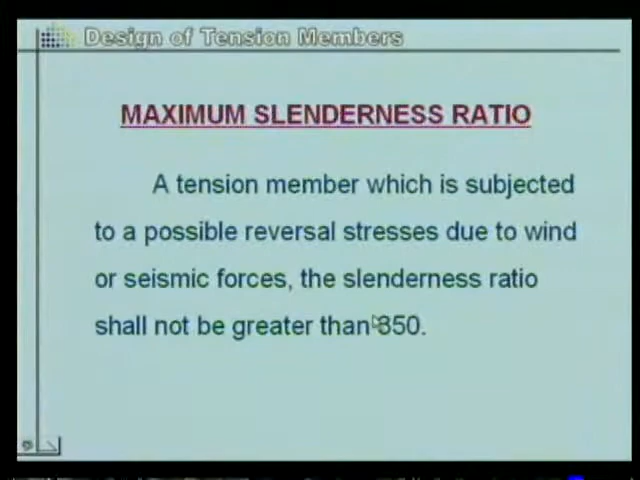 Design of Tension Members
MAXIMUM SLENDERNESS RATIO
A tension member which is subjected
to a possible reversal stresses due to wind
or seismic forces, the slenderness ratio
shall not be greater than 350.